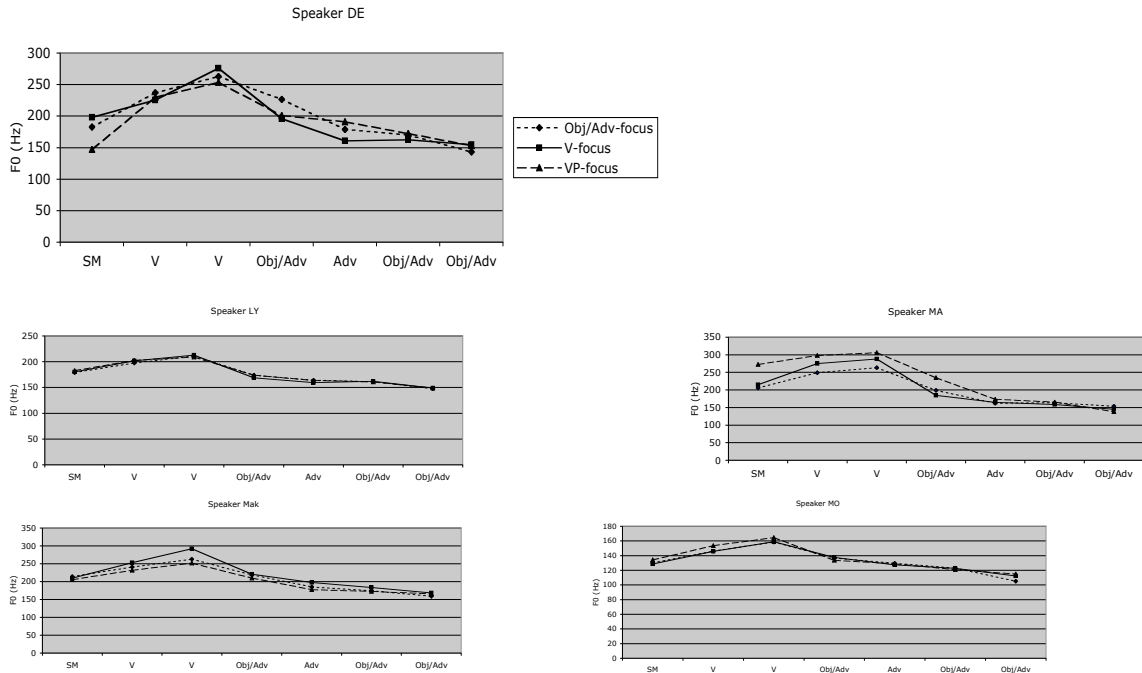 Speaker DE
300
250
200
150
100
50
0
F0 (Hz)
SM V V Obj/Adv Adv Obj/Adv Obj/Adv
Obj/Adv-focus
V-focus
VP-focus
Speaker LY
250
200
150
100
50
0
F0 (Hz)
SM V V Obj/Adv Adv Obj/Adv Obj/Adv
Speaker MA
350
300
250
200
150
100
50
0
F0 (Hz)
SM V V Obj/Adv Adv Obj/Adv Obj/Adv
Speaker Mak
350
300
250
200
150
100
50
0
F0 (Hz)
SM V V Obj/Adv Adv Obj/Adv Obj/Adv
Speaker MO
180
160
140
120
100
80
60
40
20
0
F0 (Hz)
SM V V Obj/Adv Adv Obj/Adv Obj/Adv